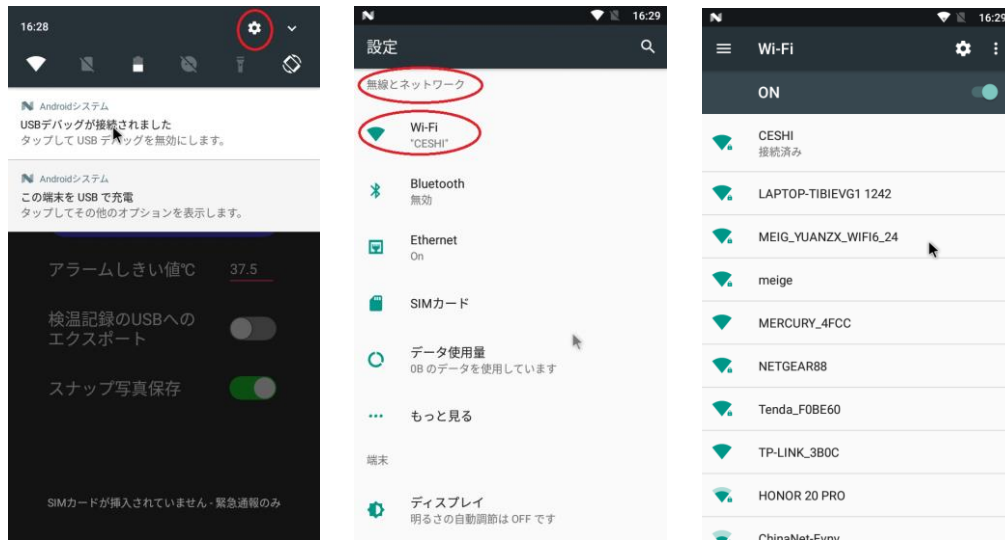 16:28
Androidシステム
USBデバッグが接続されました
タップして USB デバッグを無効にします。
Androidシステム
この端末を USB で充電
タップしてその他のオプションを表示します。
アラームしきい値℃ 37.5
検温記録のUSBへの
エクスポート
スナップ写真保存
SIMカードが挿入されていません - 緊急通報のみ
16:29
設定
無線とネットワーク
Wi-Fi
"CESHI"
Bluetooth
無効
Ethernet
On
SIMカード
データ使用量
0B のデータを使用しています
もっと見る
端末
ディスプレイ
明るさの自動調節は OFF です
16:29
Wi-Fi
ON
CESHI
接続済み
LAPTOP-TIBIEVG1 1242
MEIG_YUANZX_WIFI6_24
meige
MERCURY_4FCC
NETGEAR88
Tenda_F0BE60
TP-LINK_3B0C
HONOR 20 PRO